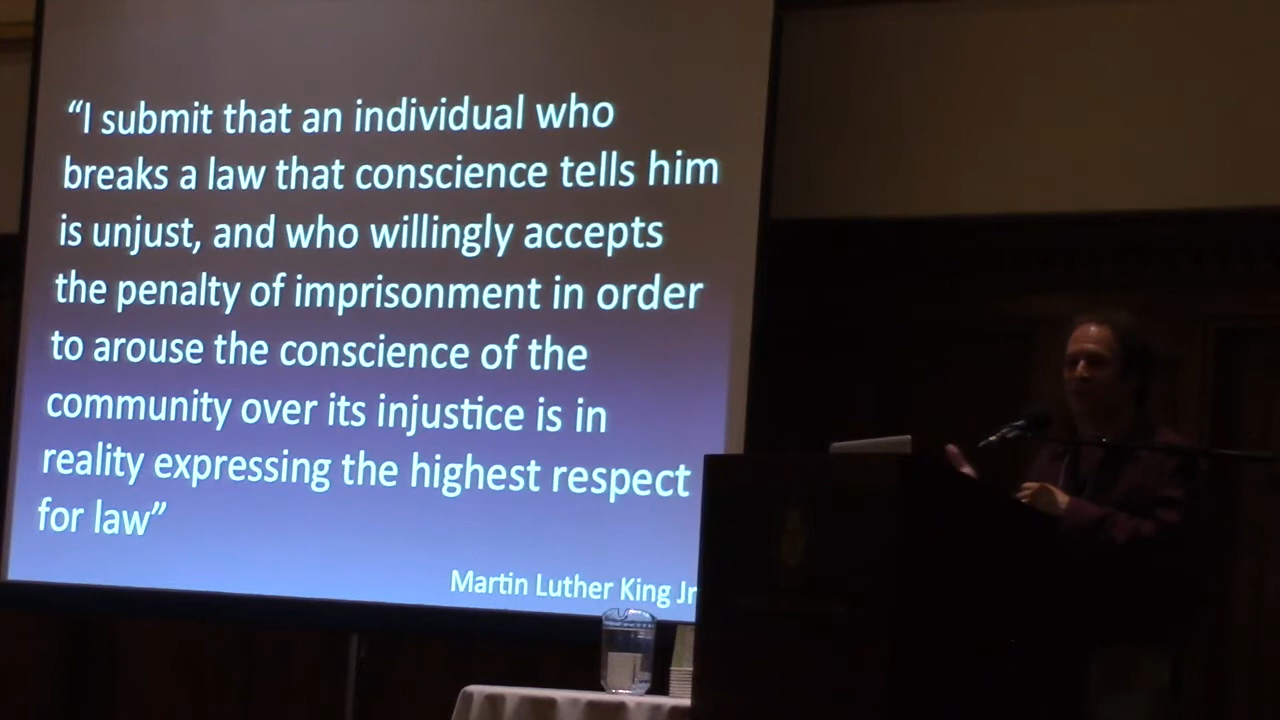 “I submit that an individual who
breaks a law that conscience tells him
is unjust, and who willingly accepts
the penalty of imprisonment in order
to arouse the conscience of the
community over its injustice is in
reality expressing the highest respect
for law”
Martin Luther King Jr